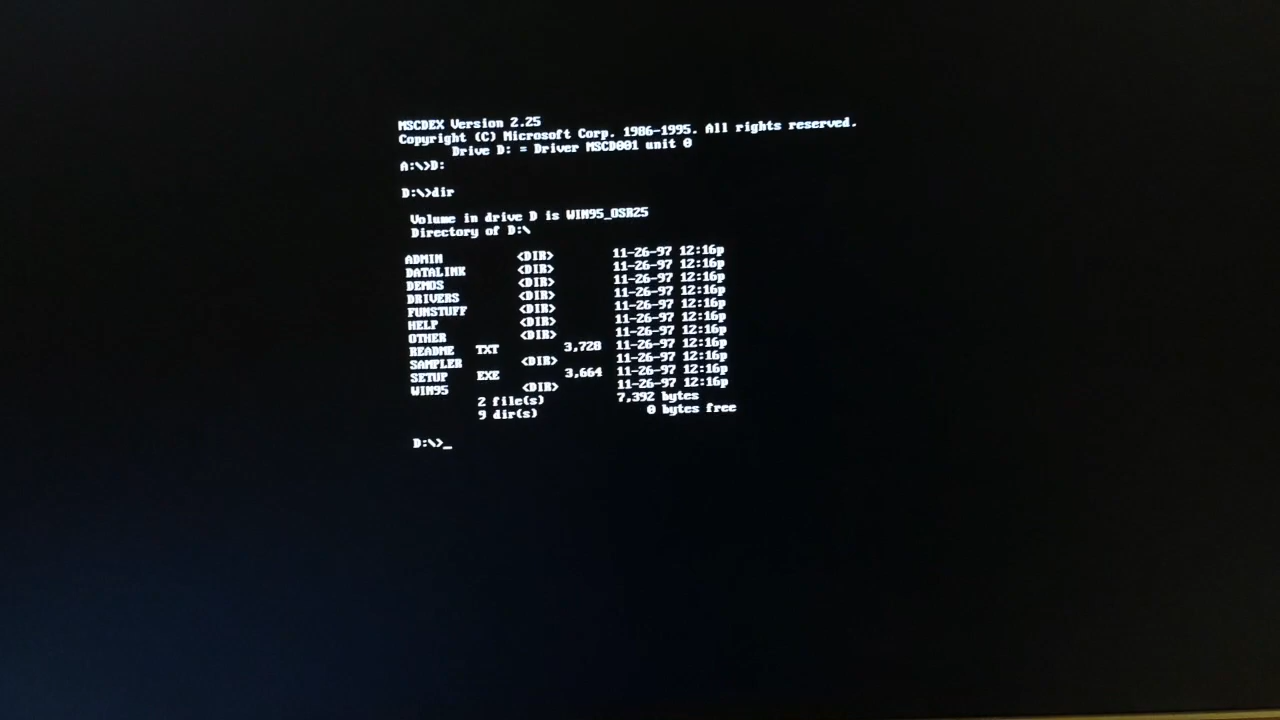 MSCDEX Version 2.25
Copyright (C) Microsoft Corp. 1986-1995. All rights reserved.
Drive D: = Driver MSCD001 unit 0
A:\>D:
D:\>dir
Volume in drive D is WIN95_OSR25
Directory of D:\
ADMIN <DIR> 11-26-97 12:16p
DATALINK <DIR> 11-26-97 12:16p
DEMOS <DIR> 11-26-97 12:16p
DRIVERS <DIR> 11-26-97 12:16p
FUNSTUFF <DIR> 11-26-97 12:16p
HELP <DIR> 11-26-97 12:16p
OTHER <DIR> 11-26-97 12:16p
README TXT 3,728 11-26-97 12:16p
SAMPLER <DIR> 11-26-97 12:16p
SETUP EXE 3,664 11-26-97 12:16p
WIN95 <DIR> 11-26-97 12:16p
2 file(s) 7,392 bytes
9 dir(s) 0 bytes free
D:\>_